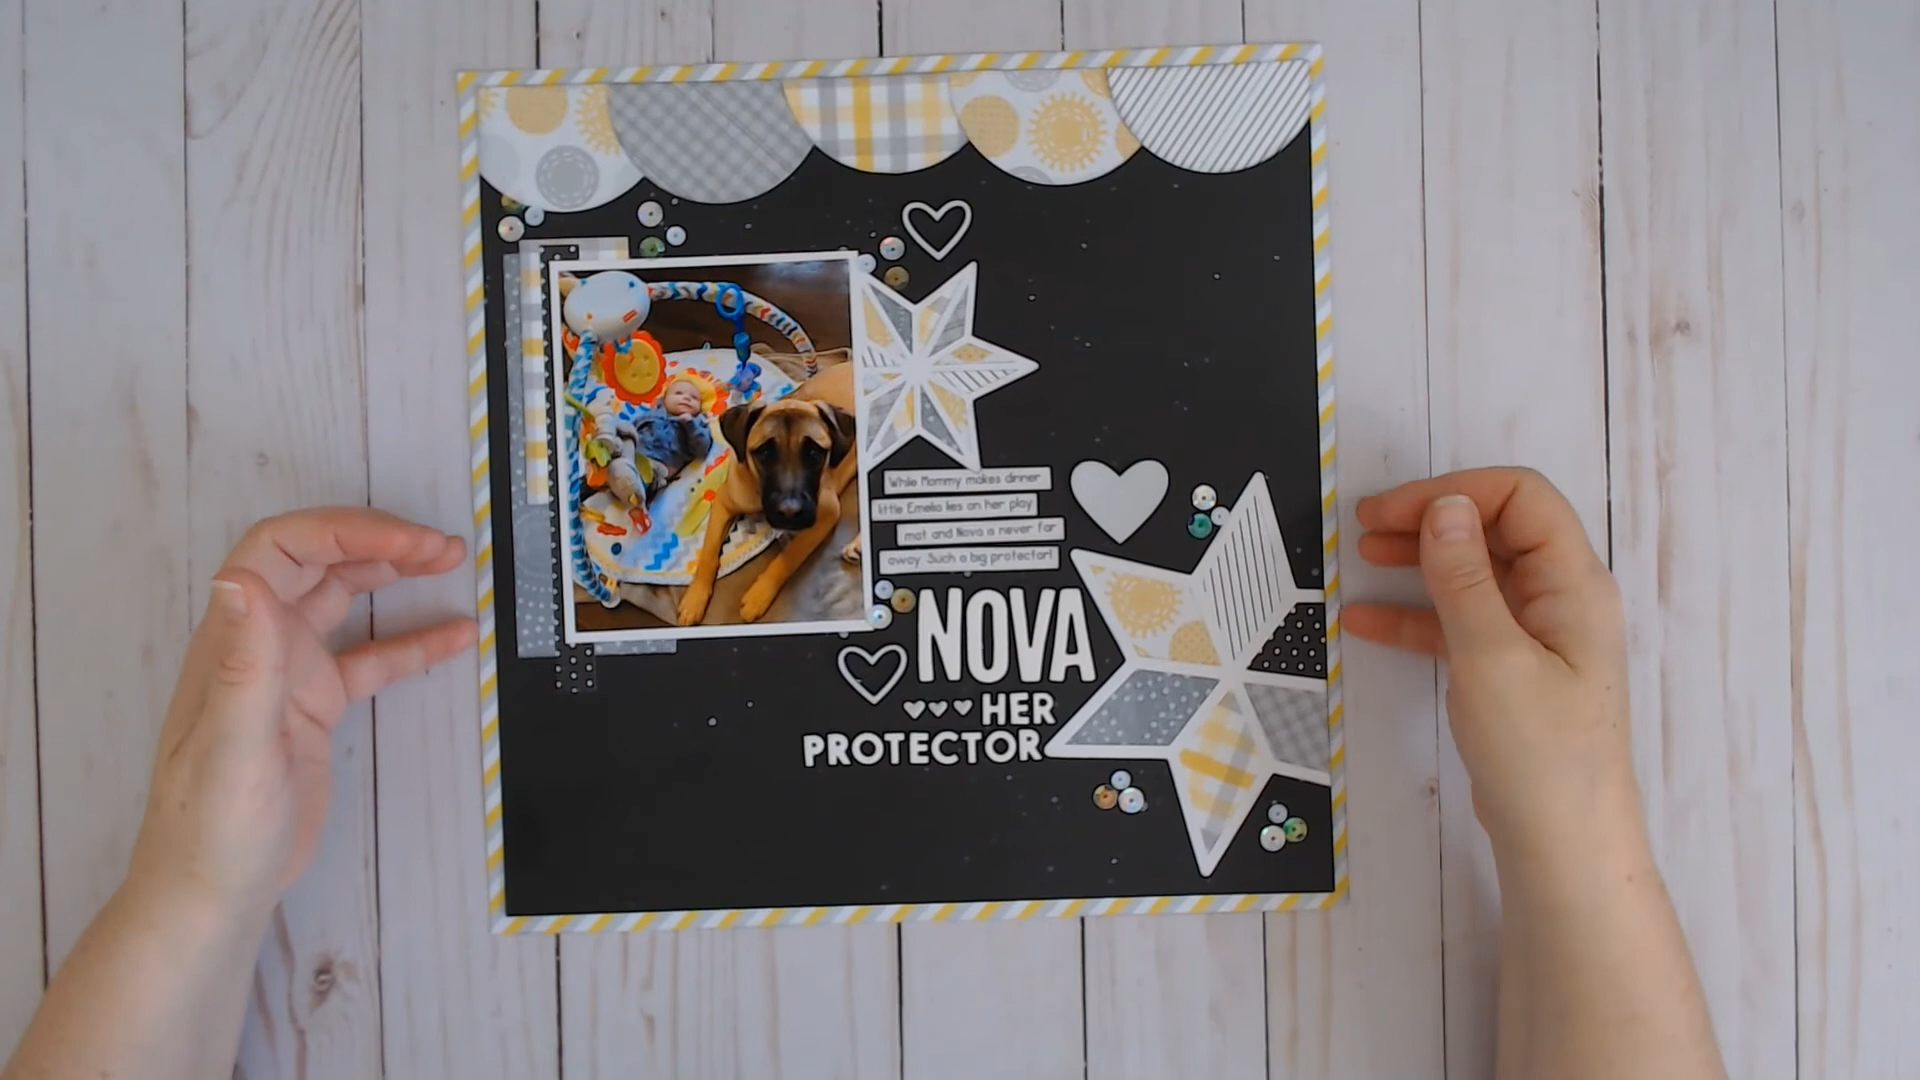 While Mommy makes dinner
little Emelia lies on her play
mat and Nova is never far
away. Such a big protector!
NOVA
HER
PROTECTOR